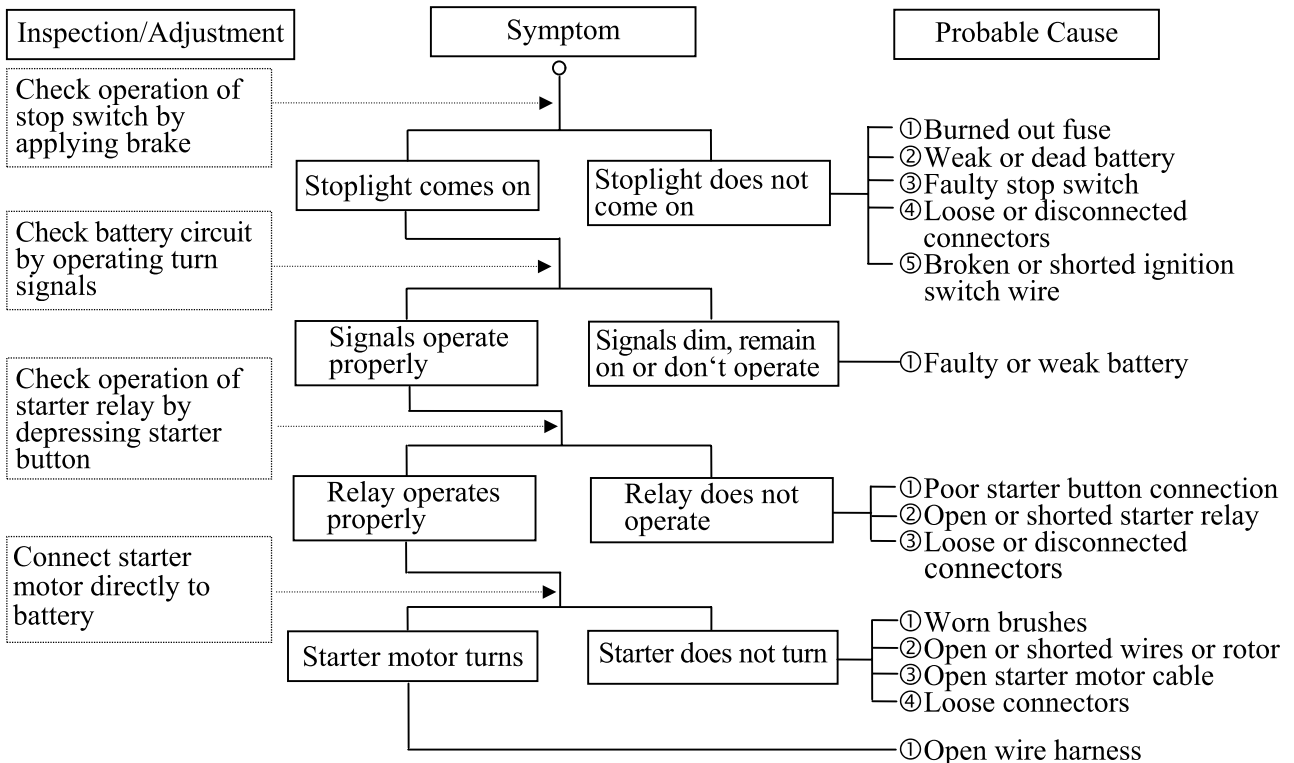 Inspection/Adjustment
Symptom
Probable Cause
Check operation of
stop switch by
applying brake
Stoplight comes on
Stoplight does not
come on
①Burned out fuse
②Weak or dead battery
③Faulty stop switch
④Loose or disconnected
connectors
⑤Broken or shorted ignition
switch wire
Check battery circuit
by operating turn
signals
Signals operate
properly
Signals dim, remain
on or don‘t operate
①Faulty or weak battery
Check operation of
starter relay by
depressing starter
button
Relay operates
properly
Relay does not
operate
①Poor starter button connection
②Open or shorted starter relay
③Loose or disconnected
connectors
Connect starter
motor directly to
battery
Starter motor turns
Starter does not turn
①Worn brushes
②Open or shorted wires or rotor
③Open starter motor cable
④Loose connectors
①Open wire harness